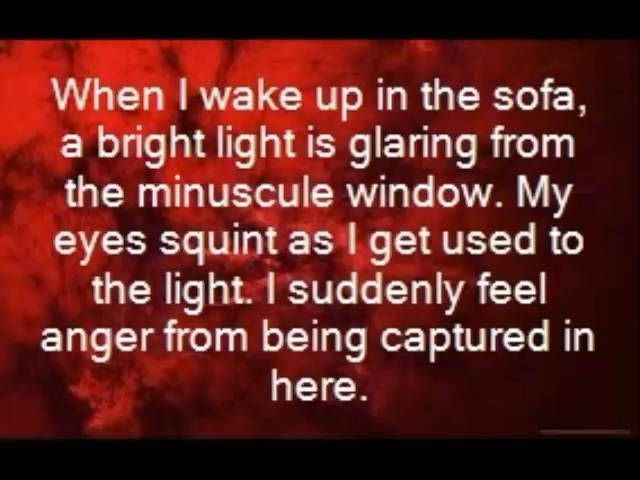 When I wake up in the sofa,
a bright light is glaring from
the minuscule window. My
eyes squint as I get used to
the light. I suddenly feel
anger from being captured in
here.